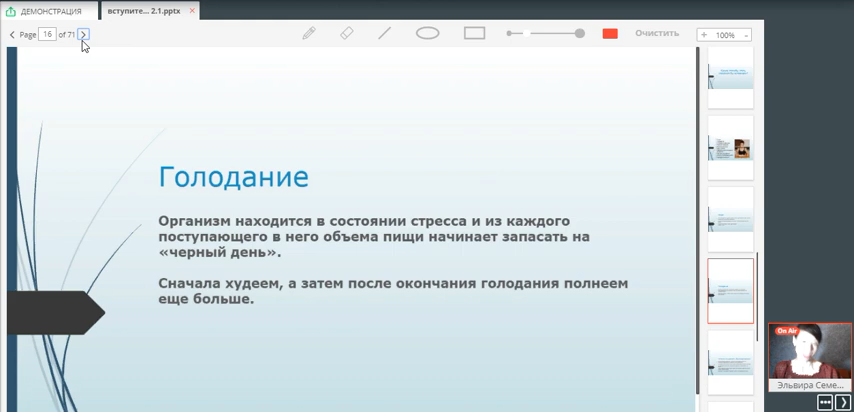 ДЕМОНСТРАЦИЯ
вступите... 2.1.pptx
Page 16 of 71
Очистить
100%
Голодание
Организм находится в состоянии стресса и из каждого
поступающего в него объема пищи начинает запасать на
«черный день».
Сначала худеем, а затем после окончания голодания полнеем
еще больше.
On Air
Эльвира Семе...